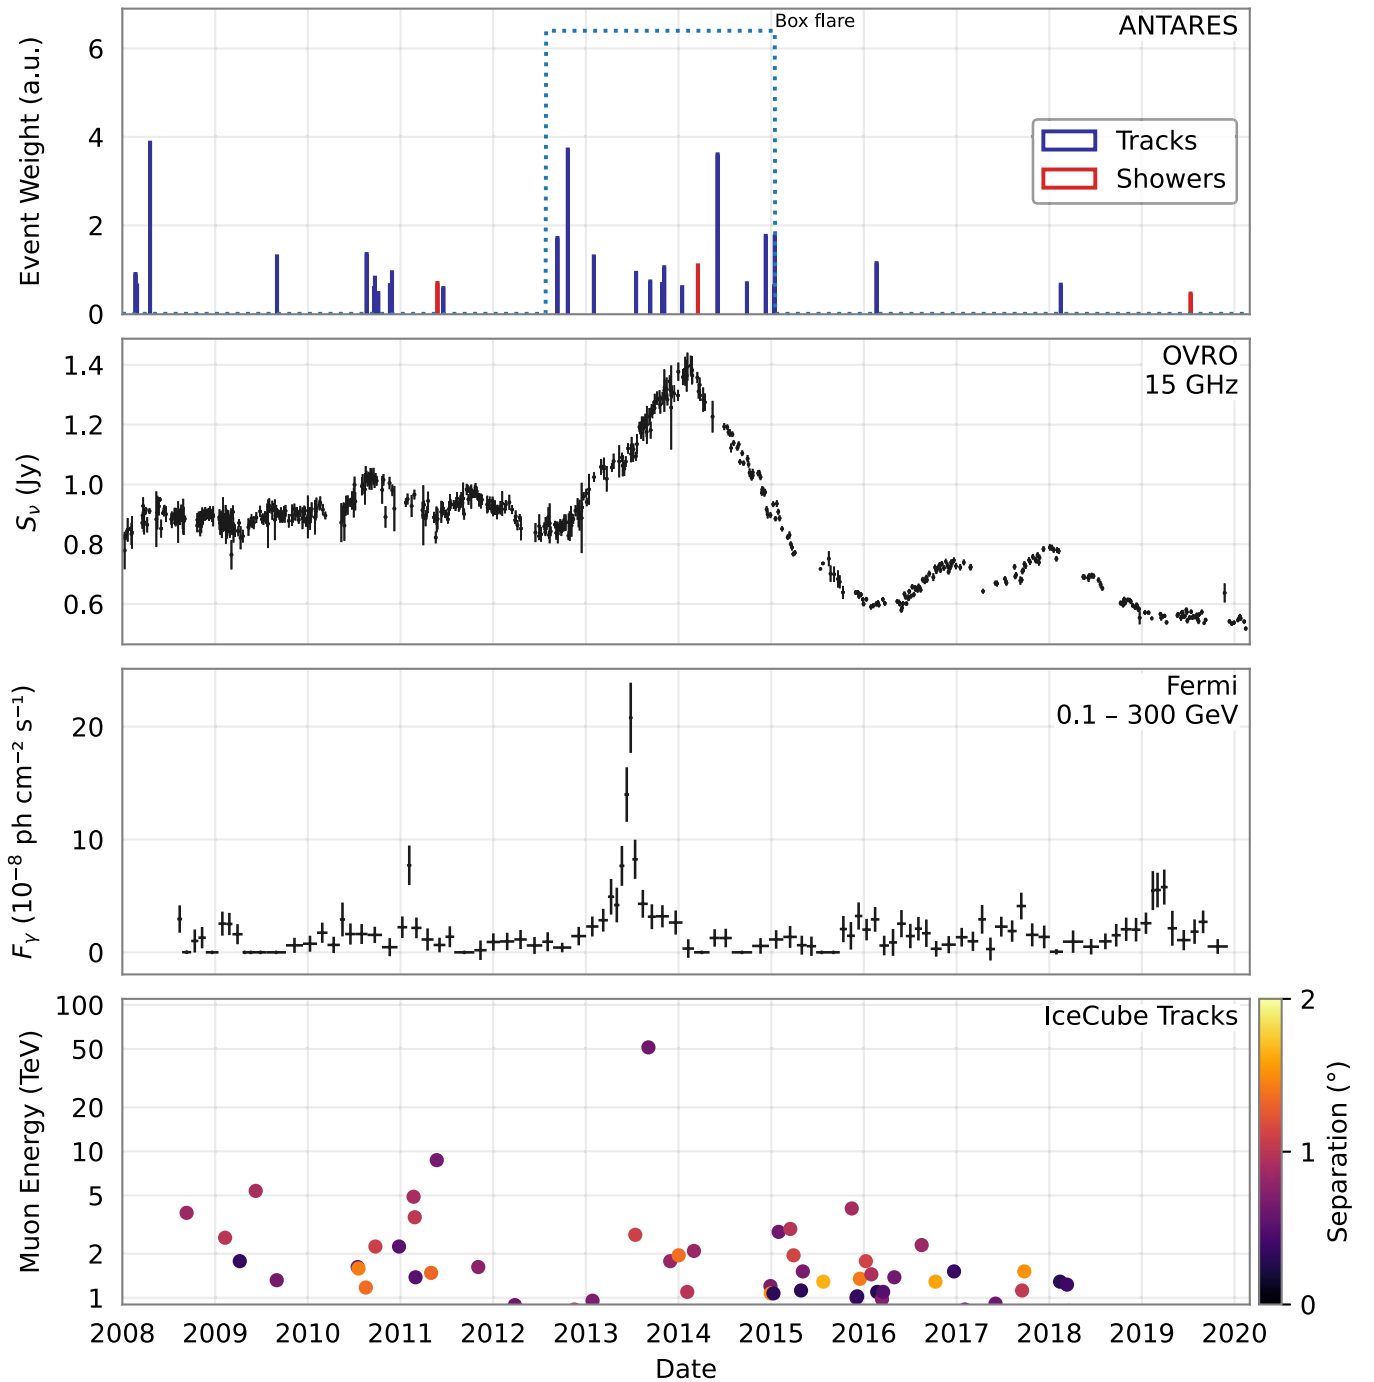 Box flare
ANTARES
Event Weight (a.u.)
6
4
2
0
Tracks
Showers
OVRO
15 GHz
Sν (Jy)
1.4
1.2
1.0
0.8
0.6
Fermi
0.1 – 300 GeV
Fγ (10⁻⁸ ph cm⁻² s⁻¹)
20
10
0
IceCube Tracks
Muon Energy (TeV)
100
50
20
10
5
2
1
2
1
0
Separation (°)
2008 2009 2010 2011 2012 2013 2014 2015 2016 2017 2018 2019 2020
Date